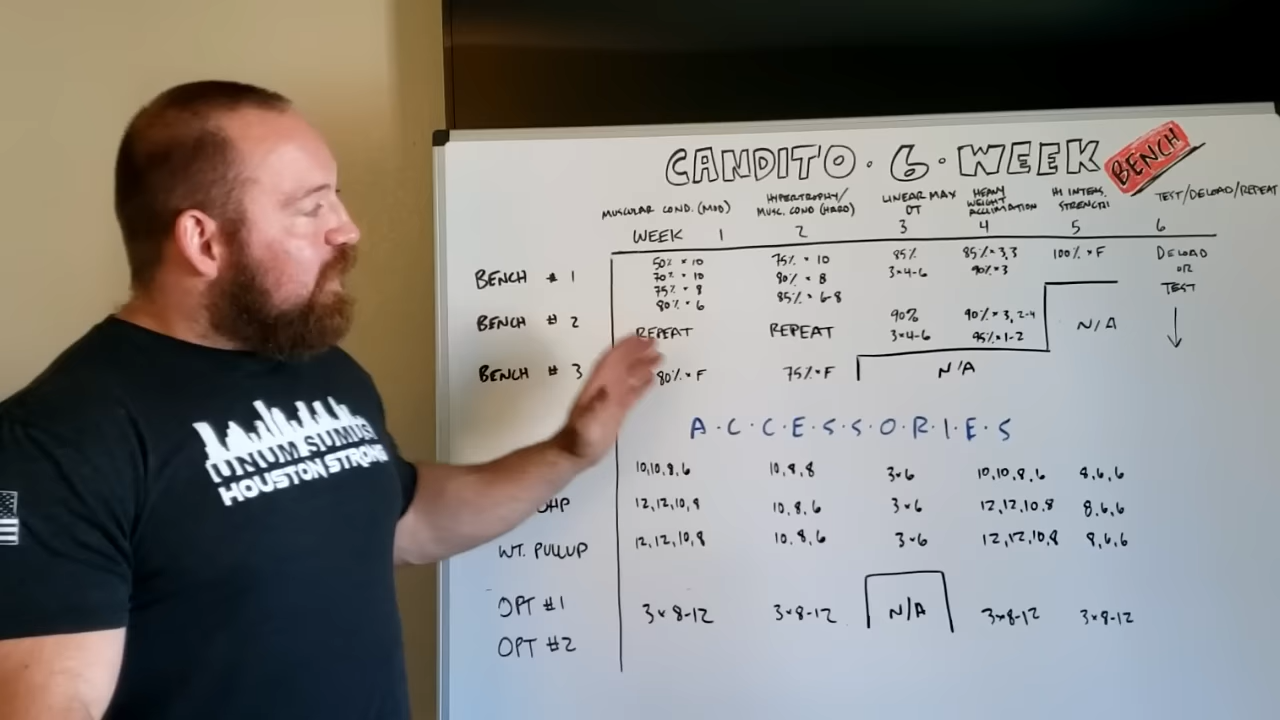 CANDITO · 6 · WEEK BENCH
MUSCULAR COND. (MOD) HYPERTROPHY/ MUSC. COND (HARD) LINEAR MAX OT HEAVY WEIGHT ACCLIMATION HI INTENS. STRENGTH TEST/DELOAD/REPEAT
WEEK 1 2 3 4 5 6
BENCH # 1 50% × 10 75% × 10 85% 85% × 3,3 100% × F DELOAD
70% × 10 80% × 8 3×4-6 90% × 3 OR
75% × 8 85% × 6-8 TEST
80% × 6
BENCH # 2 REPEAT REPEAT 90% 90% × 3, 2-4 N/A
3×4-6 95% × 1-2
BENCH # 3 80% × F 75% × F N/A
A·C·C·E·S·S·O·R·I·E·S
10,10,8,6 10,8,8 3×6 10,10,8,6 8,6,6
OHP 12,12,10,8 10,8,6 3×6 12,12,10,8 8,6,6
WT. PULLUP 12,12,10,8 10,8,6 3×6 12,12,10,8 8,6,6
OPT #1 3×8-12 3×8-12 N/A 3×8-12 3×8-12
OPT #2
UNUM SUMUS
HOUSTON STRONG